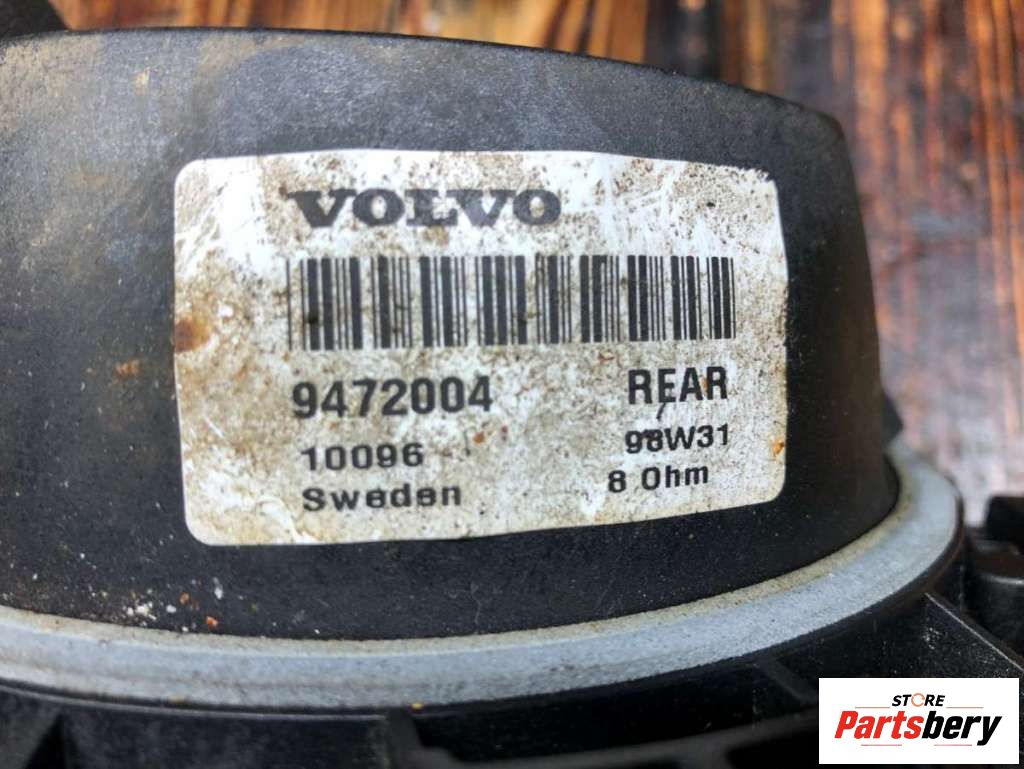 VOLVO
9472004 REAR
10096 98W31
Sweden 8 Ohm
STORE
Partsbery